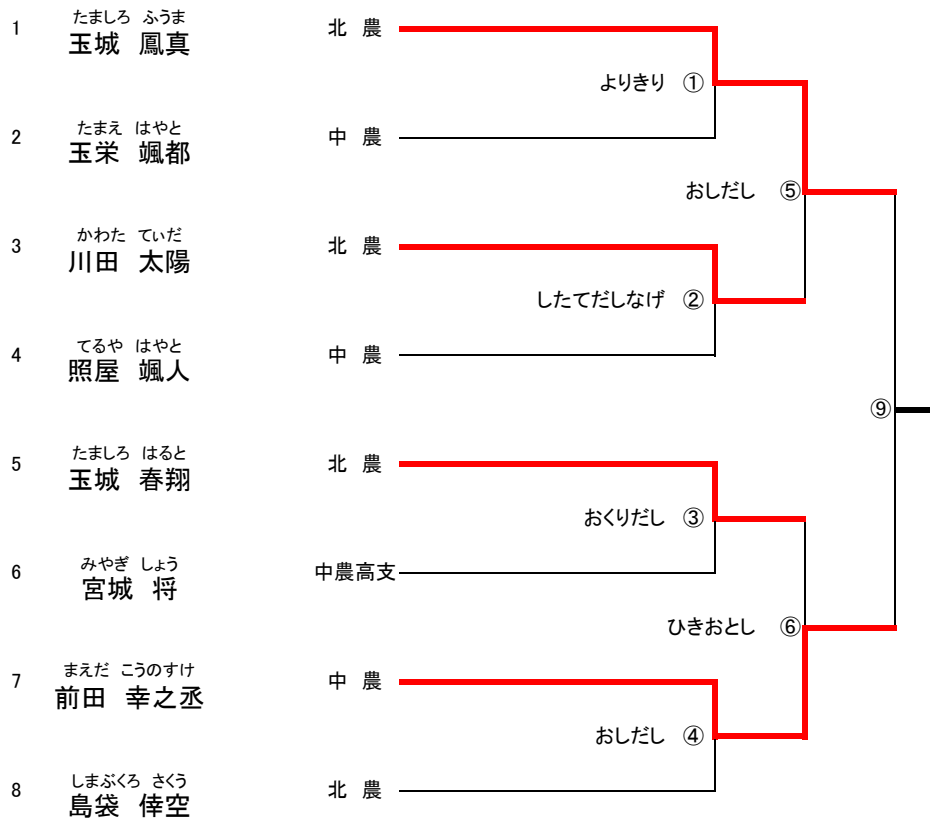 たましろ ふうま
1 玉城 鳳真 北 農
よりきり ①
たまえ はやと
2 玉栄 颯都 中 農
おしだし ⑤
かわた てぃだ
3 川田 太陽 北 農
したてだしなげ ②
てるや はやと
4 照屋 颯人 中 農
⑨
たましろ はると
5 玉城 春翔 北 農
おくりだし ③
みやぎ しょう
6 宮城 将 中農高支
ひきおとし ⑥
まえだ こうのすけ
7 前田 幸之丞 中 農
おしだし ④
しまぶくろ さくう
8 島袋 倖空 北 農